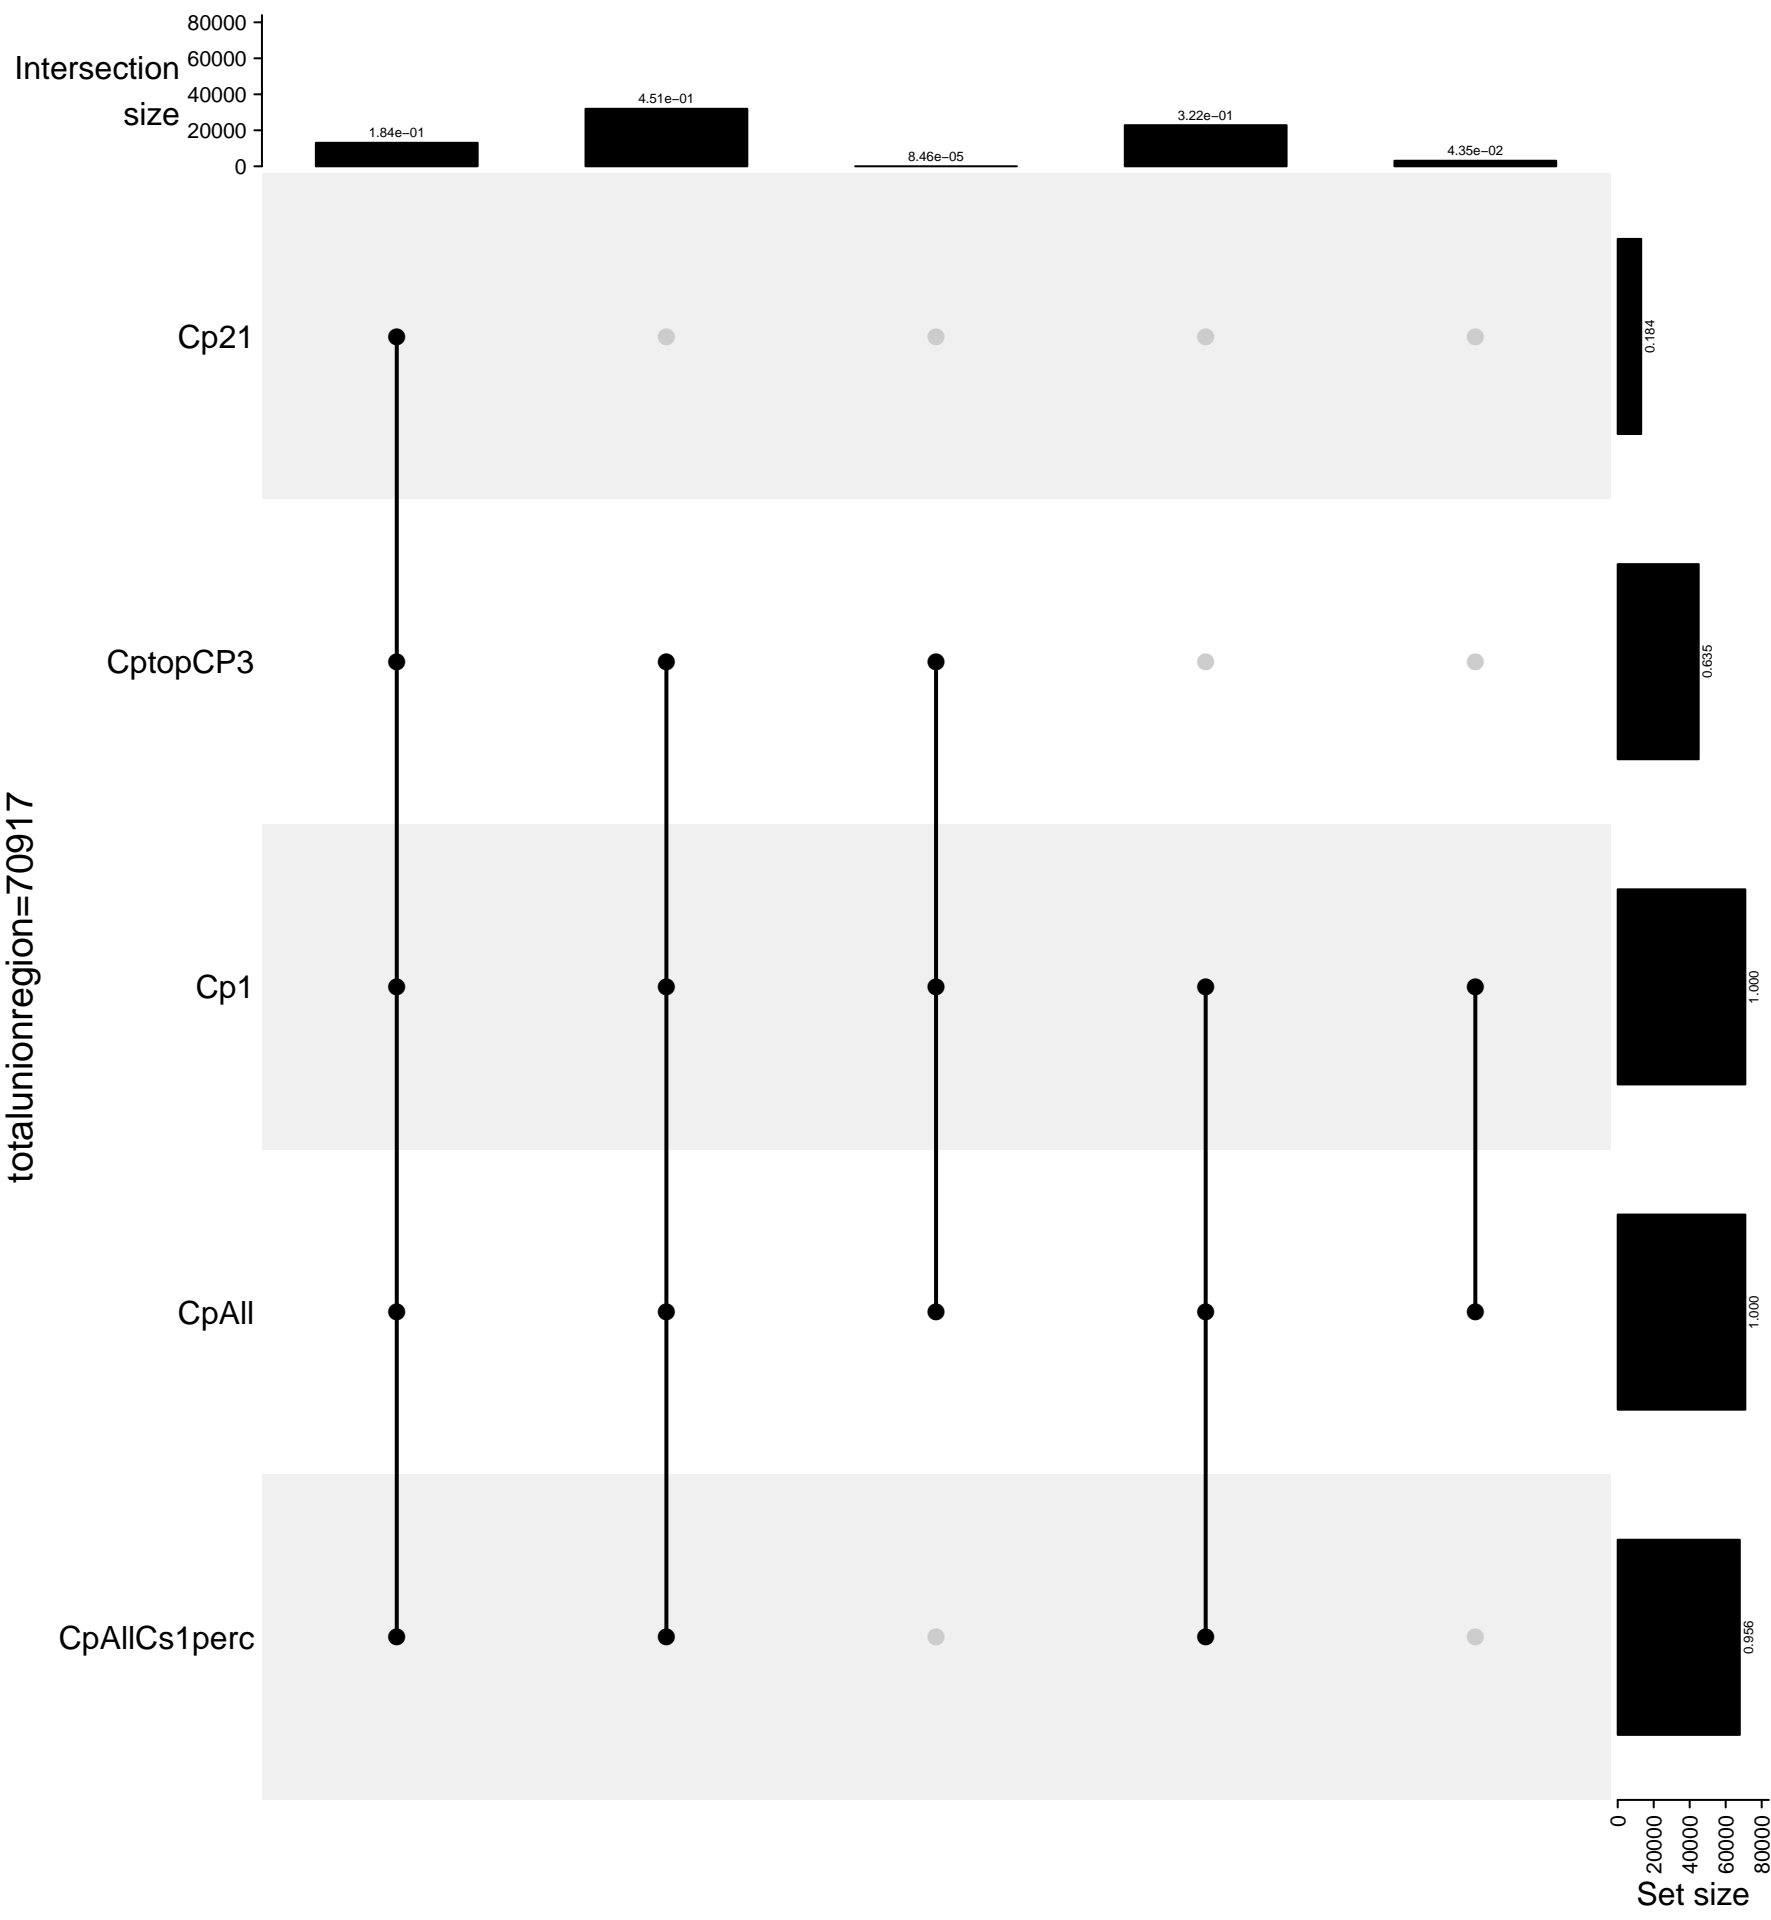 80000
60000
40000
20000
0
Intersection
size
1.84e−01
4.51e−01
8.46e−05
3.22e−01
4.35e−02
Cp21
CptopCP3
Cp1
CpAll
CpAllCs1perc
totalunionregion=70917
0.184
0.635
1.000
1.000
0.956
0
20000
40000
60000
80000
Set size